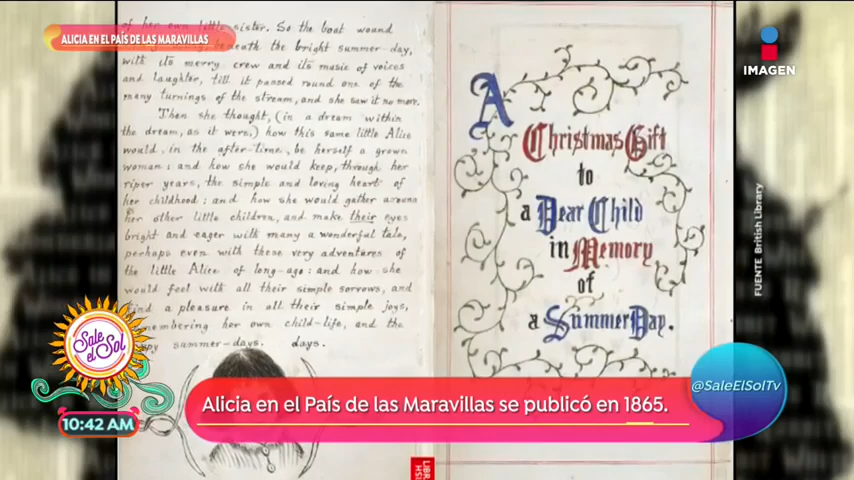 ALICIA EN EL PAÍS DE LAS MARAVILLAS
IMAGEN
of her own little sister. So the boat wound
beneath the bright summer-day,
with its merry crew and its music of voices
and laughter, till it passed round one of the
many turnings of the stream, and she saw it no more.
Then she thought, (in a dream within
the dream, as it were,) how this same little Alice
would, in the after-time, be herself a grown
woman: and how she would keep, through her
riper years, the simple and loving heart of
her childhood: and how she would gather around
her other little children, and make their eyes
bright and eager with many a wonderful tale,
perhaps even with these very adventures of
the little Alice of long-ago: and how she
would feel with all their simple sorrows, and
find a pleasure in all their simple joys,
remembering her own child-life, and the
happy summer-days. days.
A
Christmas Gift
to
a Dear Child
in Memory
of
a Summer Day.
FUENTE British Library
Sale el Sol
10:42 AM
Alicia en el País de las Maravillas se publicó en 1865.
@SaleElSolTv